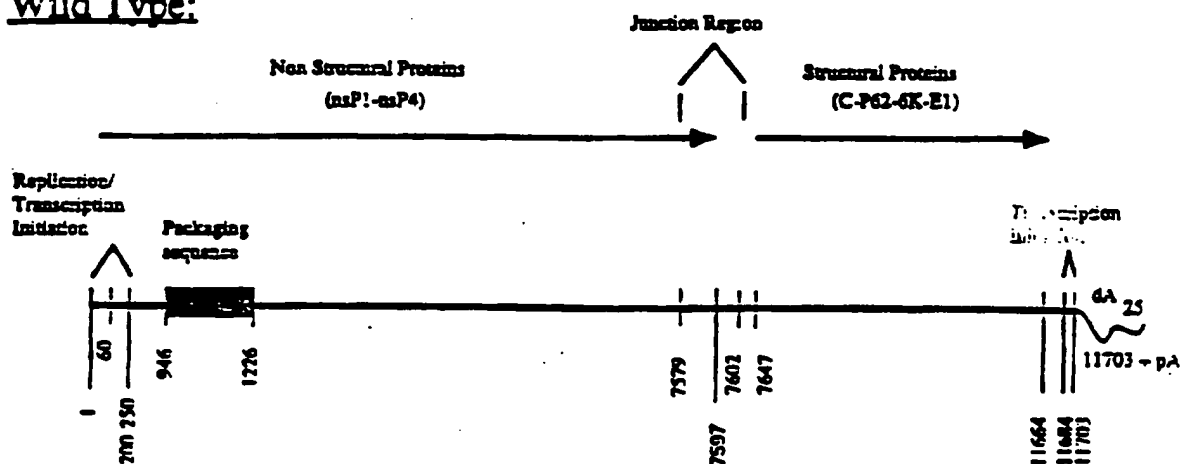 Wild Type:
Junction Region
Non Structural Proteins
(nsP1-nsP4)
Structural Proteins
(C-P62-6K-E1)
Replication/
Transcription
Initiation
Packaging
sequence
dA 25
11703 + pA
1
60
200 250
946
1226
7579
7597
7602
7647
11664
11684
11703